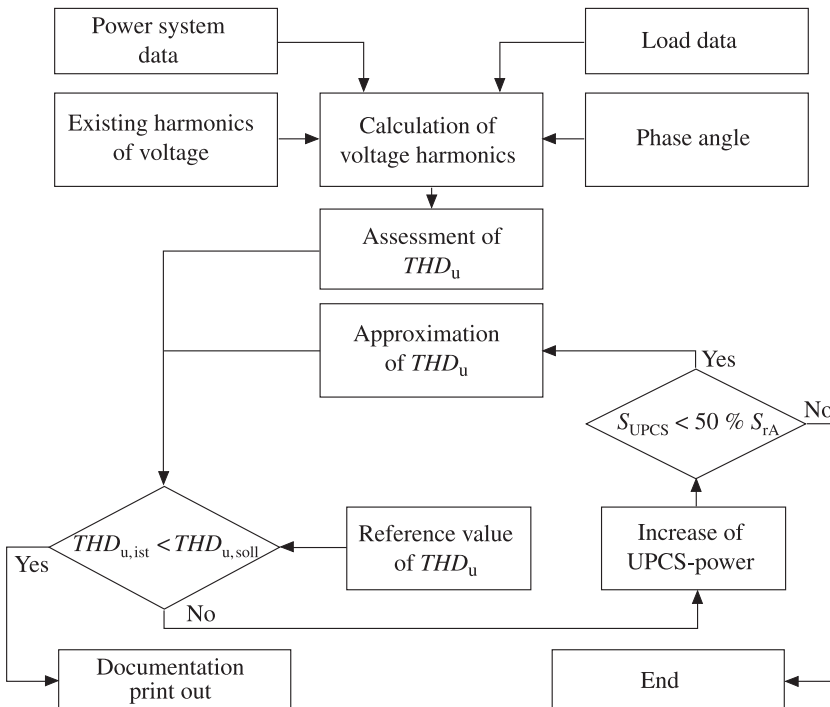 Power system
data
Load data
Existing harmonics
of voltage
Calculation of
voltage harmonics
Phase angle
Assessment of
THDu
Approximation
of THDu
Yes
No
SUPCS < 50 % SrA
THDu,ist < THDu,soll
Reference value
of THDu
Increase of
UPCS-power
Yes
No
Documentation
print out
End